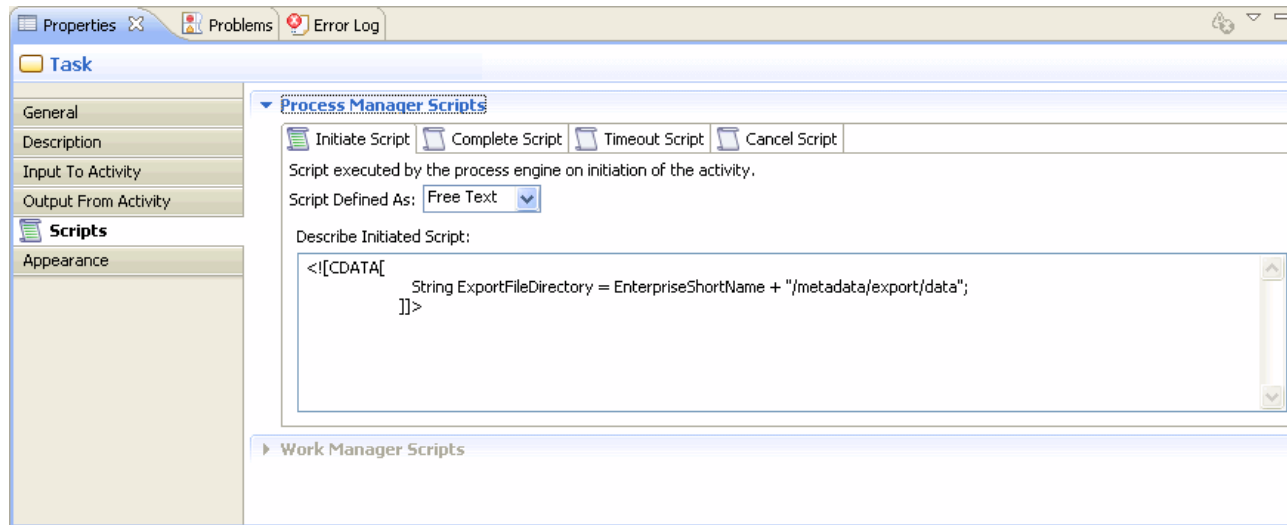 Properties Problems Error Log
Task
General
Description
Input To Activity
Output From Activity
Scripts
Appearance
Process Manager Scripts
Initiate Script Complete Script Timeout Script Cancel Script
Script executed by the process engine on initiation of the activity.
Script Defined As: Free Text
Describe Initiated Script:
<![CDATA[
String ExportFileDirectory = EnterpriseShortName + "/metadata/export/data";
]]>
Work Manager Scripts